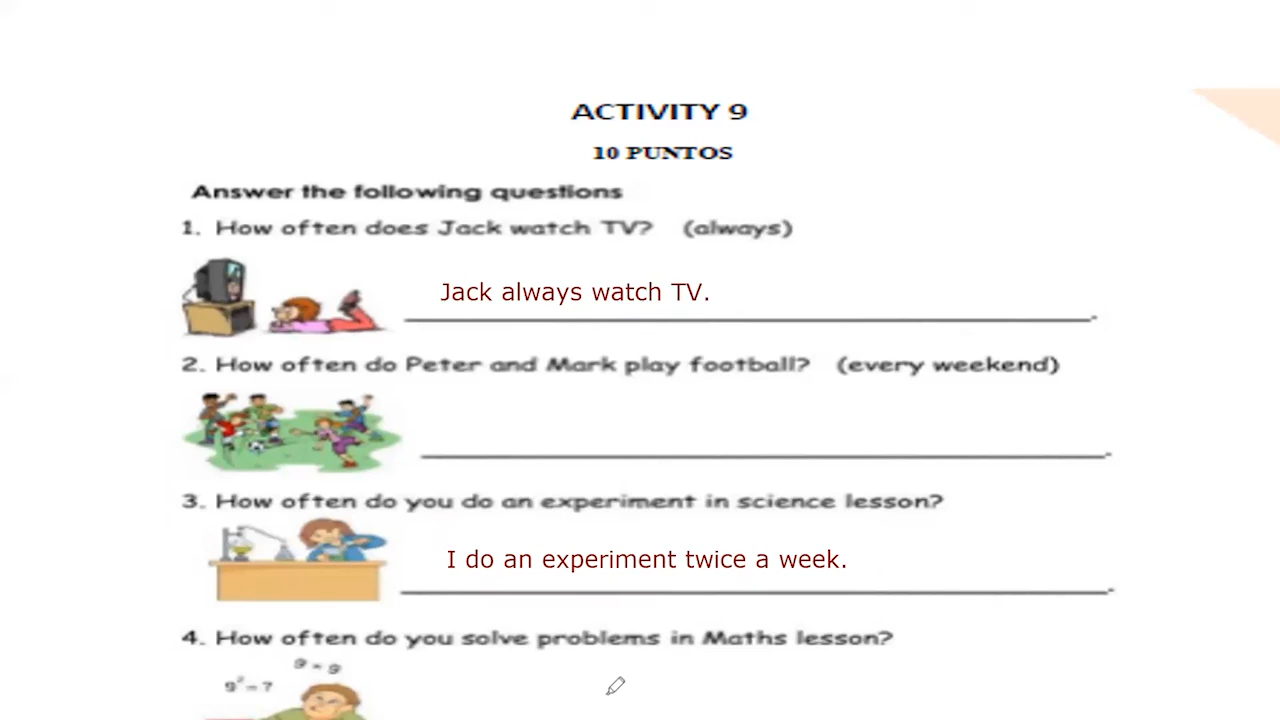 ACTIVITY 9
10 PUNTOS
Answer the following questions
1. How often does Jack watch TV? (always)
Jack always watch TV.
2. How often do Peter and Mark play football? (every weekend)
3. How often do you do an experiment in science lesson?
I do an experiment twice a week.
4. How often do you solve problems in Maths lesson?
9 × 9
9² = ?